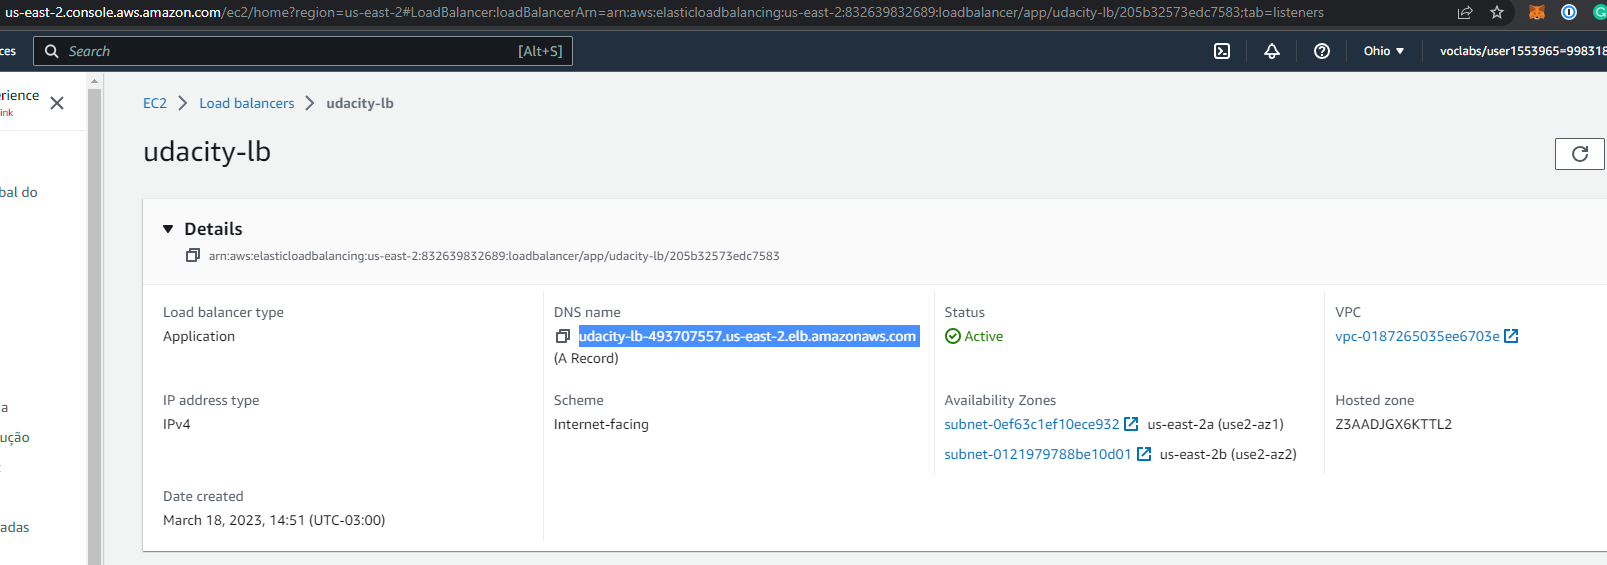 us-east-2.console.aws.amazon.com/ec2/home?region=us-east-2#LoadBalancer:loadBalancerArn=arn:aws:elasticloadbalancing:us-east-2:832639832689:loadbalancer/app/udacity-lb/205b32573edc7583;tab=listeners
ces Search [Alt+S] Ohio voclabs/user1553965=998318
erience
ink
EC2 Load balancers udacity-lb
udacity-lb
bal do
Details
arn:aws:elasticloadbalancing:us-east-2:832639832689:loadbalancer/app/udacity-lb/205b32573edc7583
Load balancer type
Application
DNS name
udacity-lb-493707557.us-east-2.elb.amazonaws.com
(A Record)
Status
Active
VPC
vpc-0187265035ee6703e
IP address type
IPv4
Scheme
Internet-facing
Availability Zones
subnet-0ef63c1ef10ece932 us-east-2a (use2-az1)
subnet-0121979788be10d01 us-east-2b (use2-az2)
Hosted zone
Z3AADJGX6KTTL2
a
ução
Date created
March 18, 2023, 14:51 (UTC-03:00)
adas